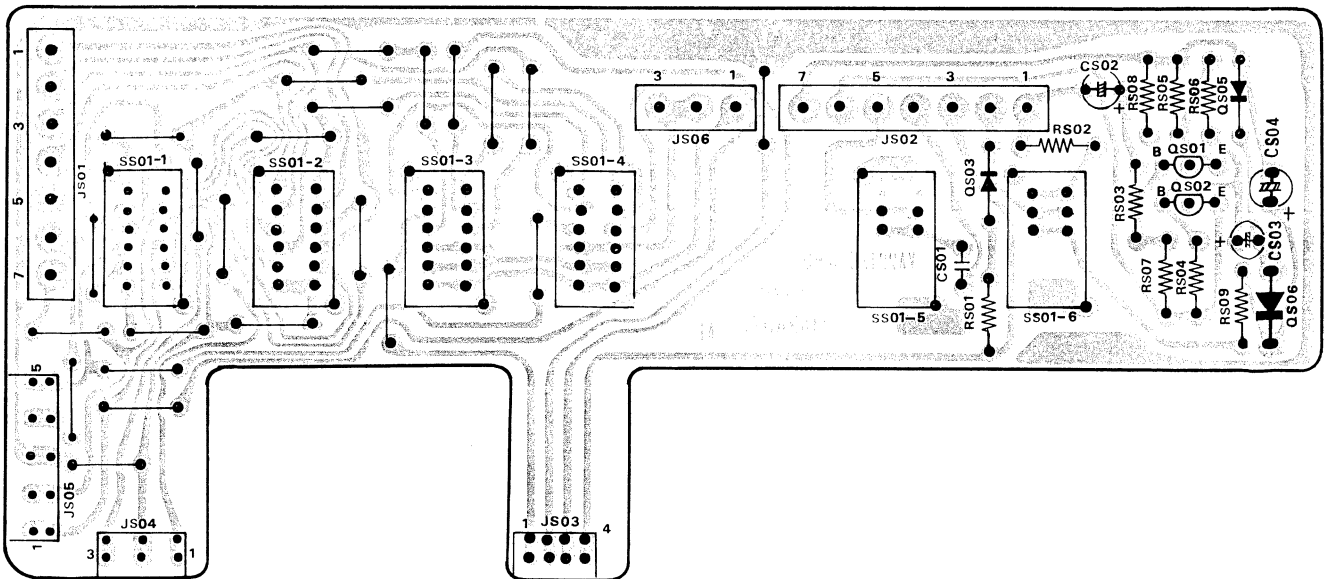 1
3
5
7
JS01
SS01-1
SS01-2
SS01-3
SS01-4
3
1
JS06
7
5
3
1
JS02
CS02
+
RS08
RS05
RS06
QS05
RS02
QS03
B
QS01
E
B
QS02
E
RS03
CS04
+
+
CS03
CS01
RS01
SS01-5
SS01-6
RS07
RS04
RS09
QS06
5
1
JS05
JS04
3
1
1
JS03
4